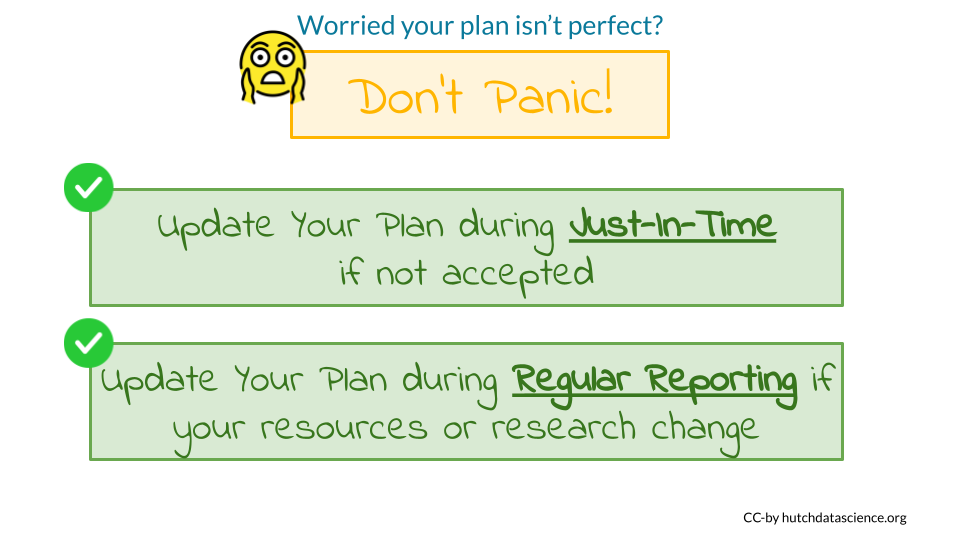 Worried your plan isn’t perfect?
Don't Panic!
Update Your Plan during Just-In-Time
if not accepted
Update Your Plan during Regular Reporting if
your resources or research change
CC-by hutchdatascience.org